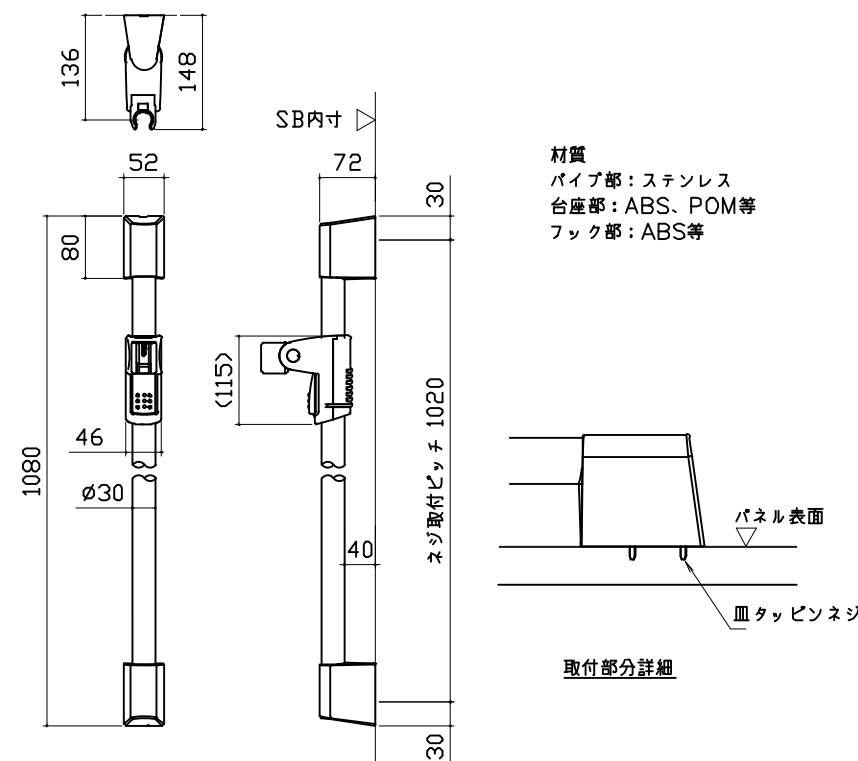 136
148
SB内寸
52
72
30
80
材質
パイプ部：ステンレス
台座部：ABS、POM等
フック部：ABS等
(115)
46
1080
ø30
40
ネジ取付ピッチ 1020
30
パネル表面
皿タッピンネジ
取付部分詳細